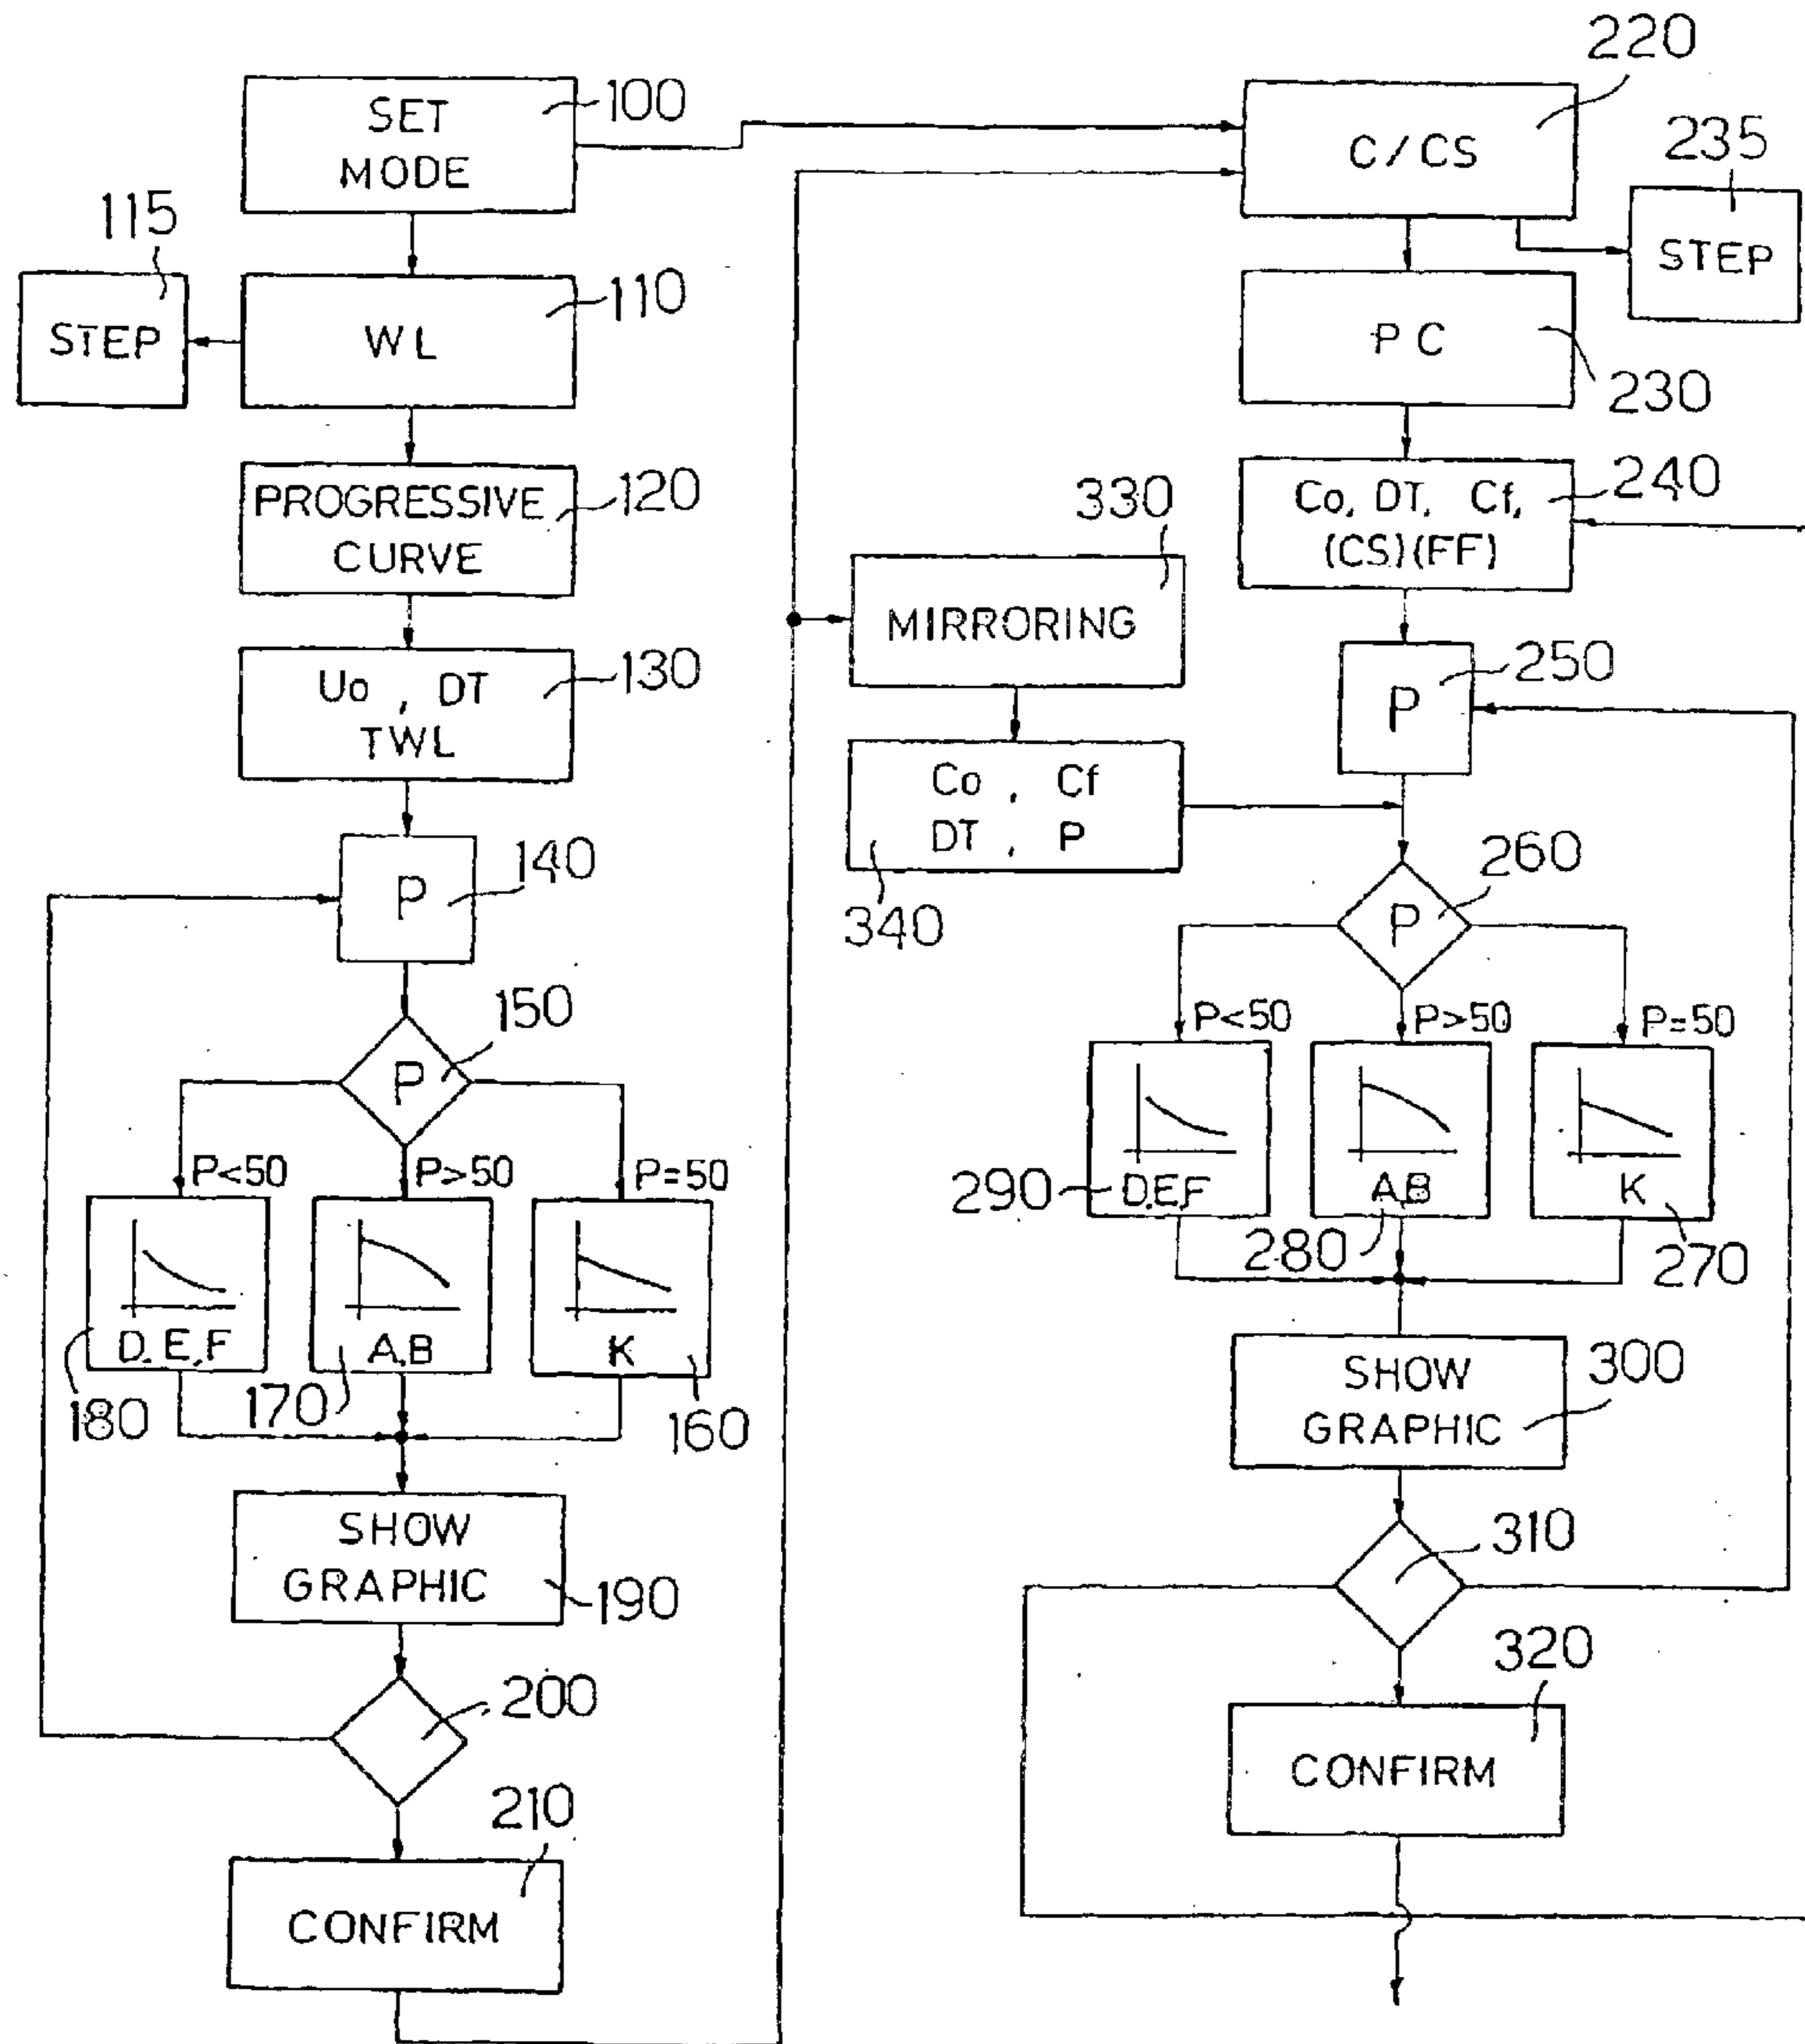 100
SET
MODE
115
STEP
110
WL
120
PROGRESSIVE
CURVE
130
Uo , DT
TWL
140
P
150
P
P<50
P>50
P=50
D.E,F
A,B
K
180
170
160
SHOW
GRAPHIC
190
200
210
CONFIRM
330
MIRRORING
Co , Cf
DT , P
340
220
C/CS
235
STEP
PC
230
240
Co, DT, Cf,
(CS)(FF)
250
P
260
P
P<50
P>50
P=50
290
D.E,F
A,B
K
280
270
SHOW
GRAPHIC
300
310
320
CONFIRM